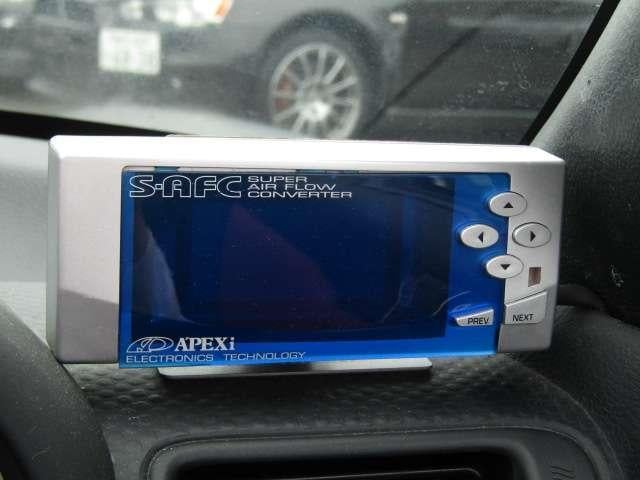 S-AFC SUPER
AIR FLOW
CONVERTER
PREV
NEXT
APEXi
ELECTRONICS TECHNOLOGY